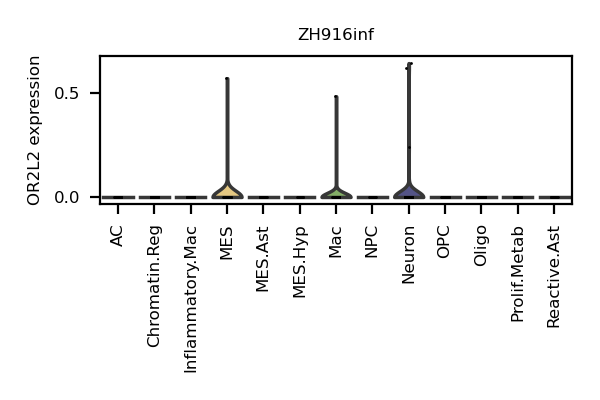 ZH916inf
OR2L2 expression
0.5
0.0
AC
Chromatin.Reg
Inflammatory.Mac
MES
MES.Ast
MES.Hyp
Mac
NPC
Neuron
OPC
Oligo
Prolif.Metab
Reactive.Ast